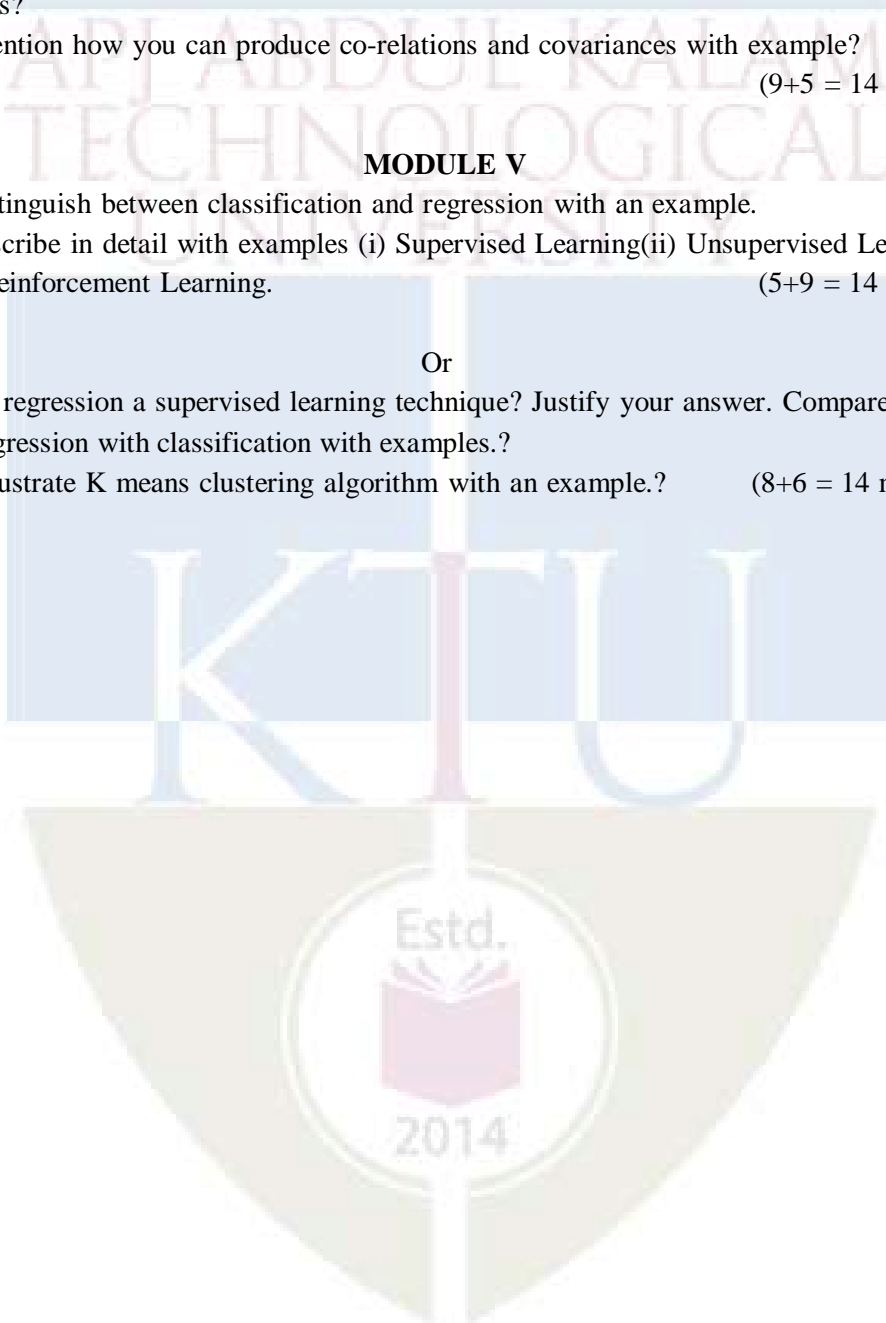 s?
ention how you can produce co-relations and covariances with example?
(9+5 = 14
APJ ABDUL KALAM
TECHNOLOGICAL
UNIVERSITY
MODULE V
tinguish between classification and regression with an example.
scribe in detail with examples (i) Supervised Learning(ii) Unsupervised Le
einforcement Learning. (5+9 = 14
Or
regression a supervised learning technique? Justify your answer. Compare
gression with classification with examples.?
ustrate K means clustering algorithm with an example.? (8+6 = 14 r
KTU
Estd.
2014